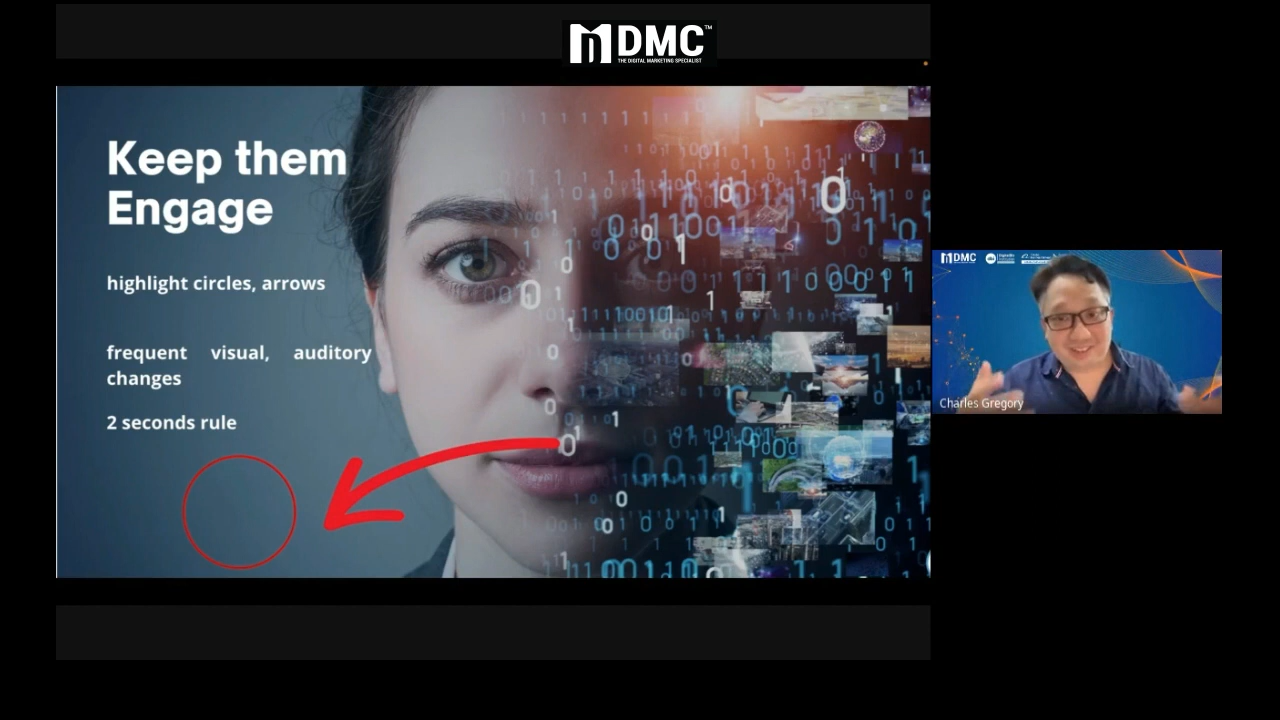 DMC™
THE DIGITAL MARKETING SPECIALIST
Keep them
Engage
highlight circles, arrows
frequent visual, auditory
changes
2 seconds rule
DMC
Charles Gregory